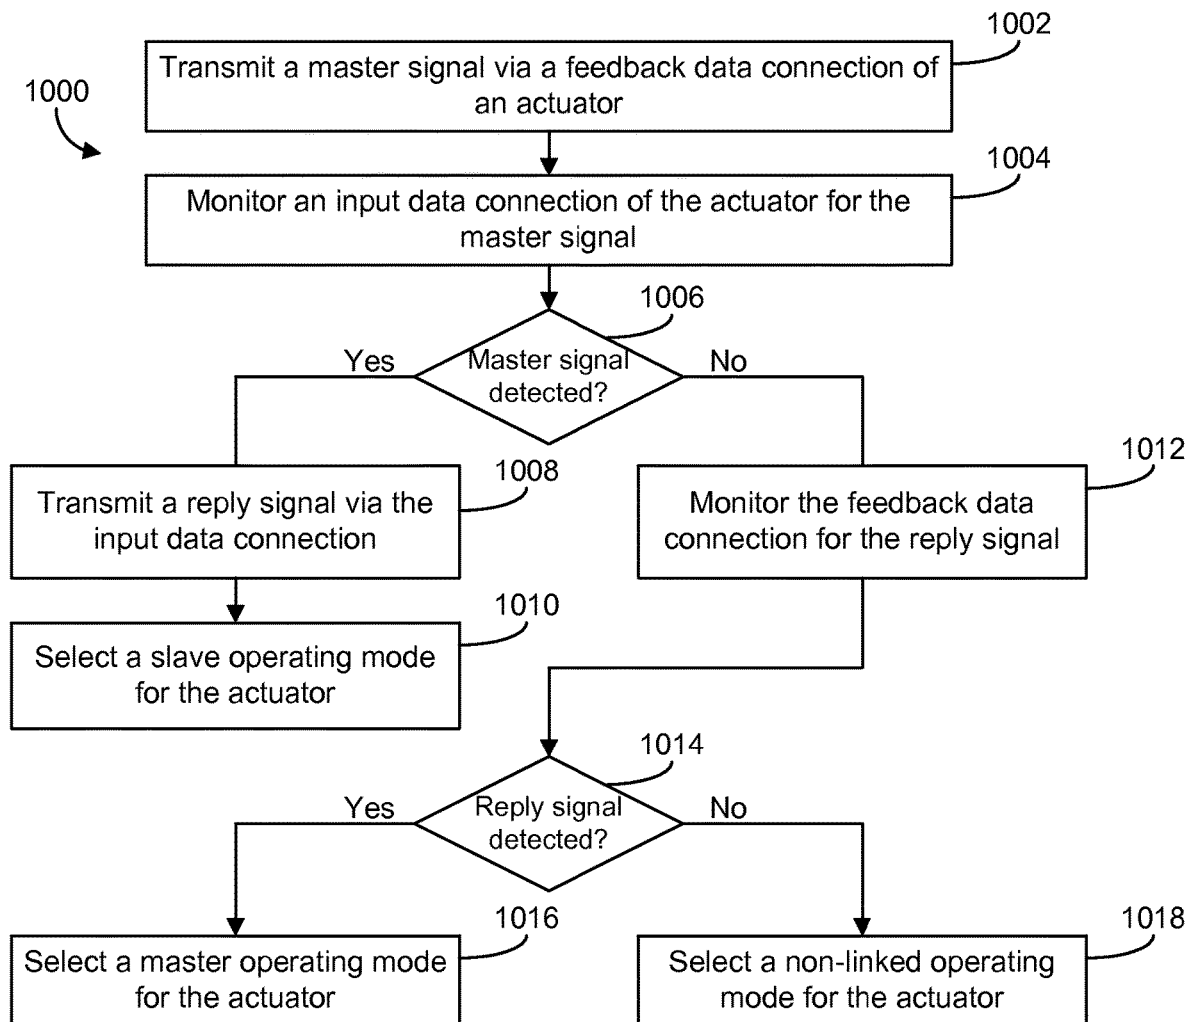 1002
Transmit a master signal via a feedback data connection of
an actuator
1000
1004
Monitor an input data connection of the actuator for the
master signal
1006
Yes
Master signal
detected?
No
1008
Transmit a reply signal via the
input data connection
1012
Monitor the feedback data
connection for the reply signal
1010
Select a slave operating mode
for the actuator
1014
Yes
Reply signal
detected?
No
1016
Select a master operating mode
for the actuator
1018
Select a non-linked operating
mode for the actuator